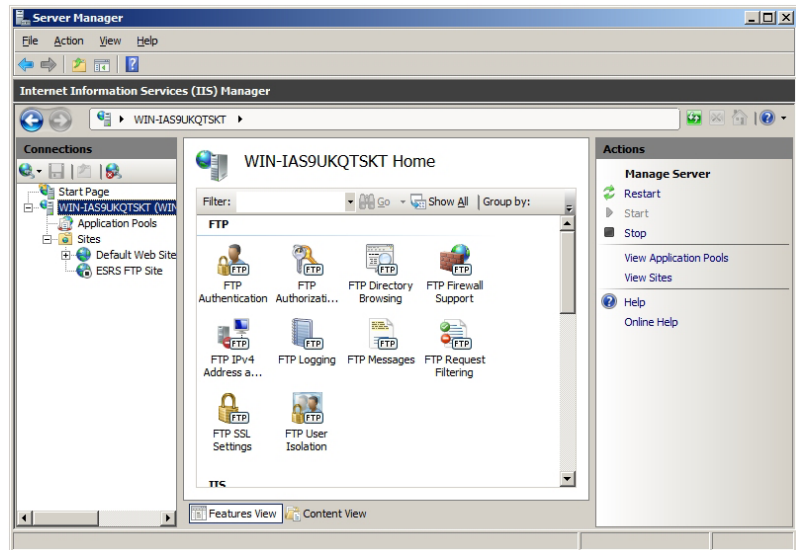 Server Manager
File Action View Help
Internet Information Services (IIS) Manager
WIN-IAS9UKQTSKT
Connections
Start Page
WIN-IAS9UKQTSKT (WIN
Application Pools
Sites
Default Web Site
ESRS FTP Site
WIN-IAS9UKQTSKT Home
Filter: Go Show All Group by:
FTP
FTP Authentication
FTP Authorizati...
FTP Directory Browsing
FTP Firewall Support
FTP IPv4 Address a...
FTP Logging
FTP Messages
FTP Request Filtering
FTP SSL Settings
FTP User Isolation
IIS
Features View Content View
Actions
Manage Server
Restart
Start
Stop
View Application Pools
View Sites
Help
Online Help